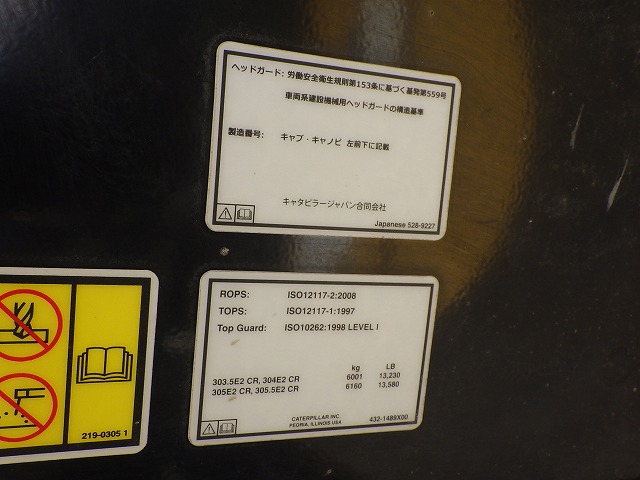 ヘッドガード: 労働安全衛生規則第153条に基づく基発第559号
車両系建設機械用ヘッドガードの構造基準
製造番号: キャブ・キャノピ 左前下に記載
キャタピラージャパン合同会社
Japanese 528-9227
ROPS: ISO12117-2:2008
TOPS: ISO12117-1:1997
Top Guard: ISO10262:1998 LEVEL I
kg LB
303.5E2 CR, 304E2 CR 6001 13,230
305E2 CR, 305.5E2 CR 6160 13,580
CATERPILLAR INC.
PEORIA, ILLINOIS USA
432-1489X00
219-0305 1